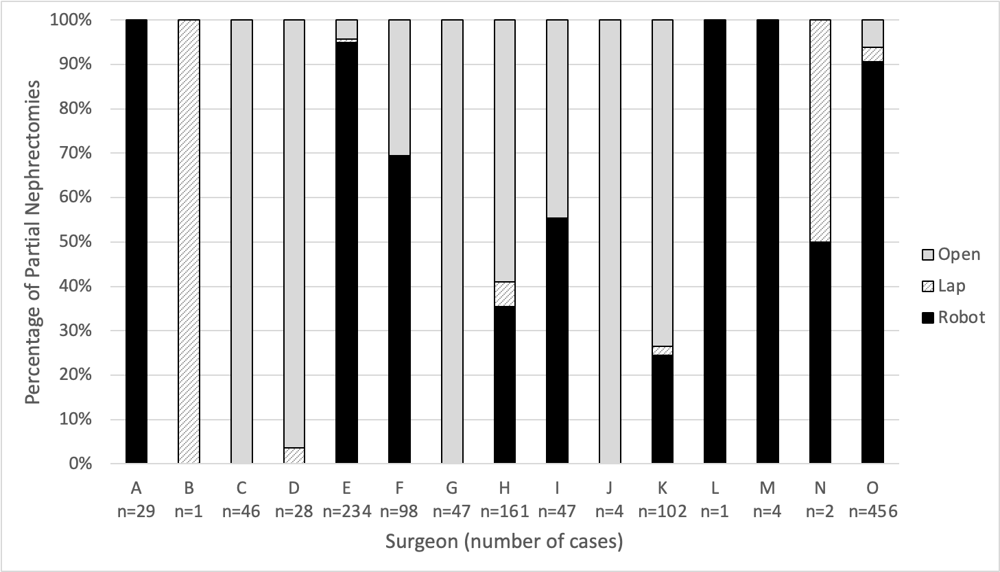 100%
90%
80%
70%
60%
50%
40%
30%
20%
10%
0%
Percentage of Partial Nephrectomies
A B C D E F G H I J K L M N O
n=29 n=1 n=46 n=28 n=234 n=98 n=47 n=161 n=47 n=4 n=102 n=1 n=4 n=2 n=456
Surgeon (number of cases)
Open
Lap
Robot